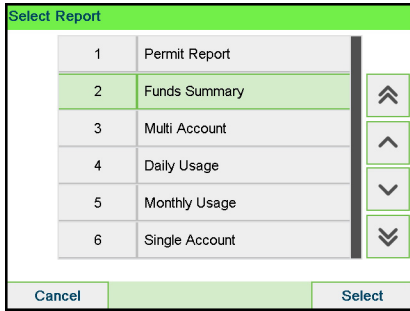 Select Report
1 Permit Report
2 Funds Summary
3 Multi Account
4 Daily Usage
5 Monthly Usage
6 Single Account
Cancel Select